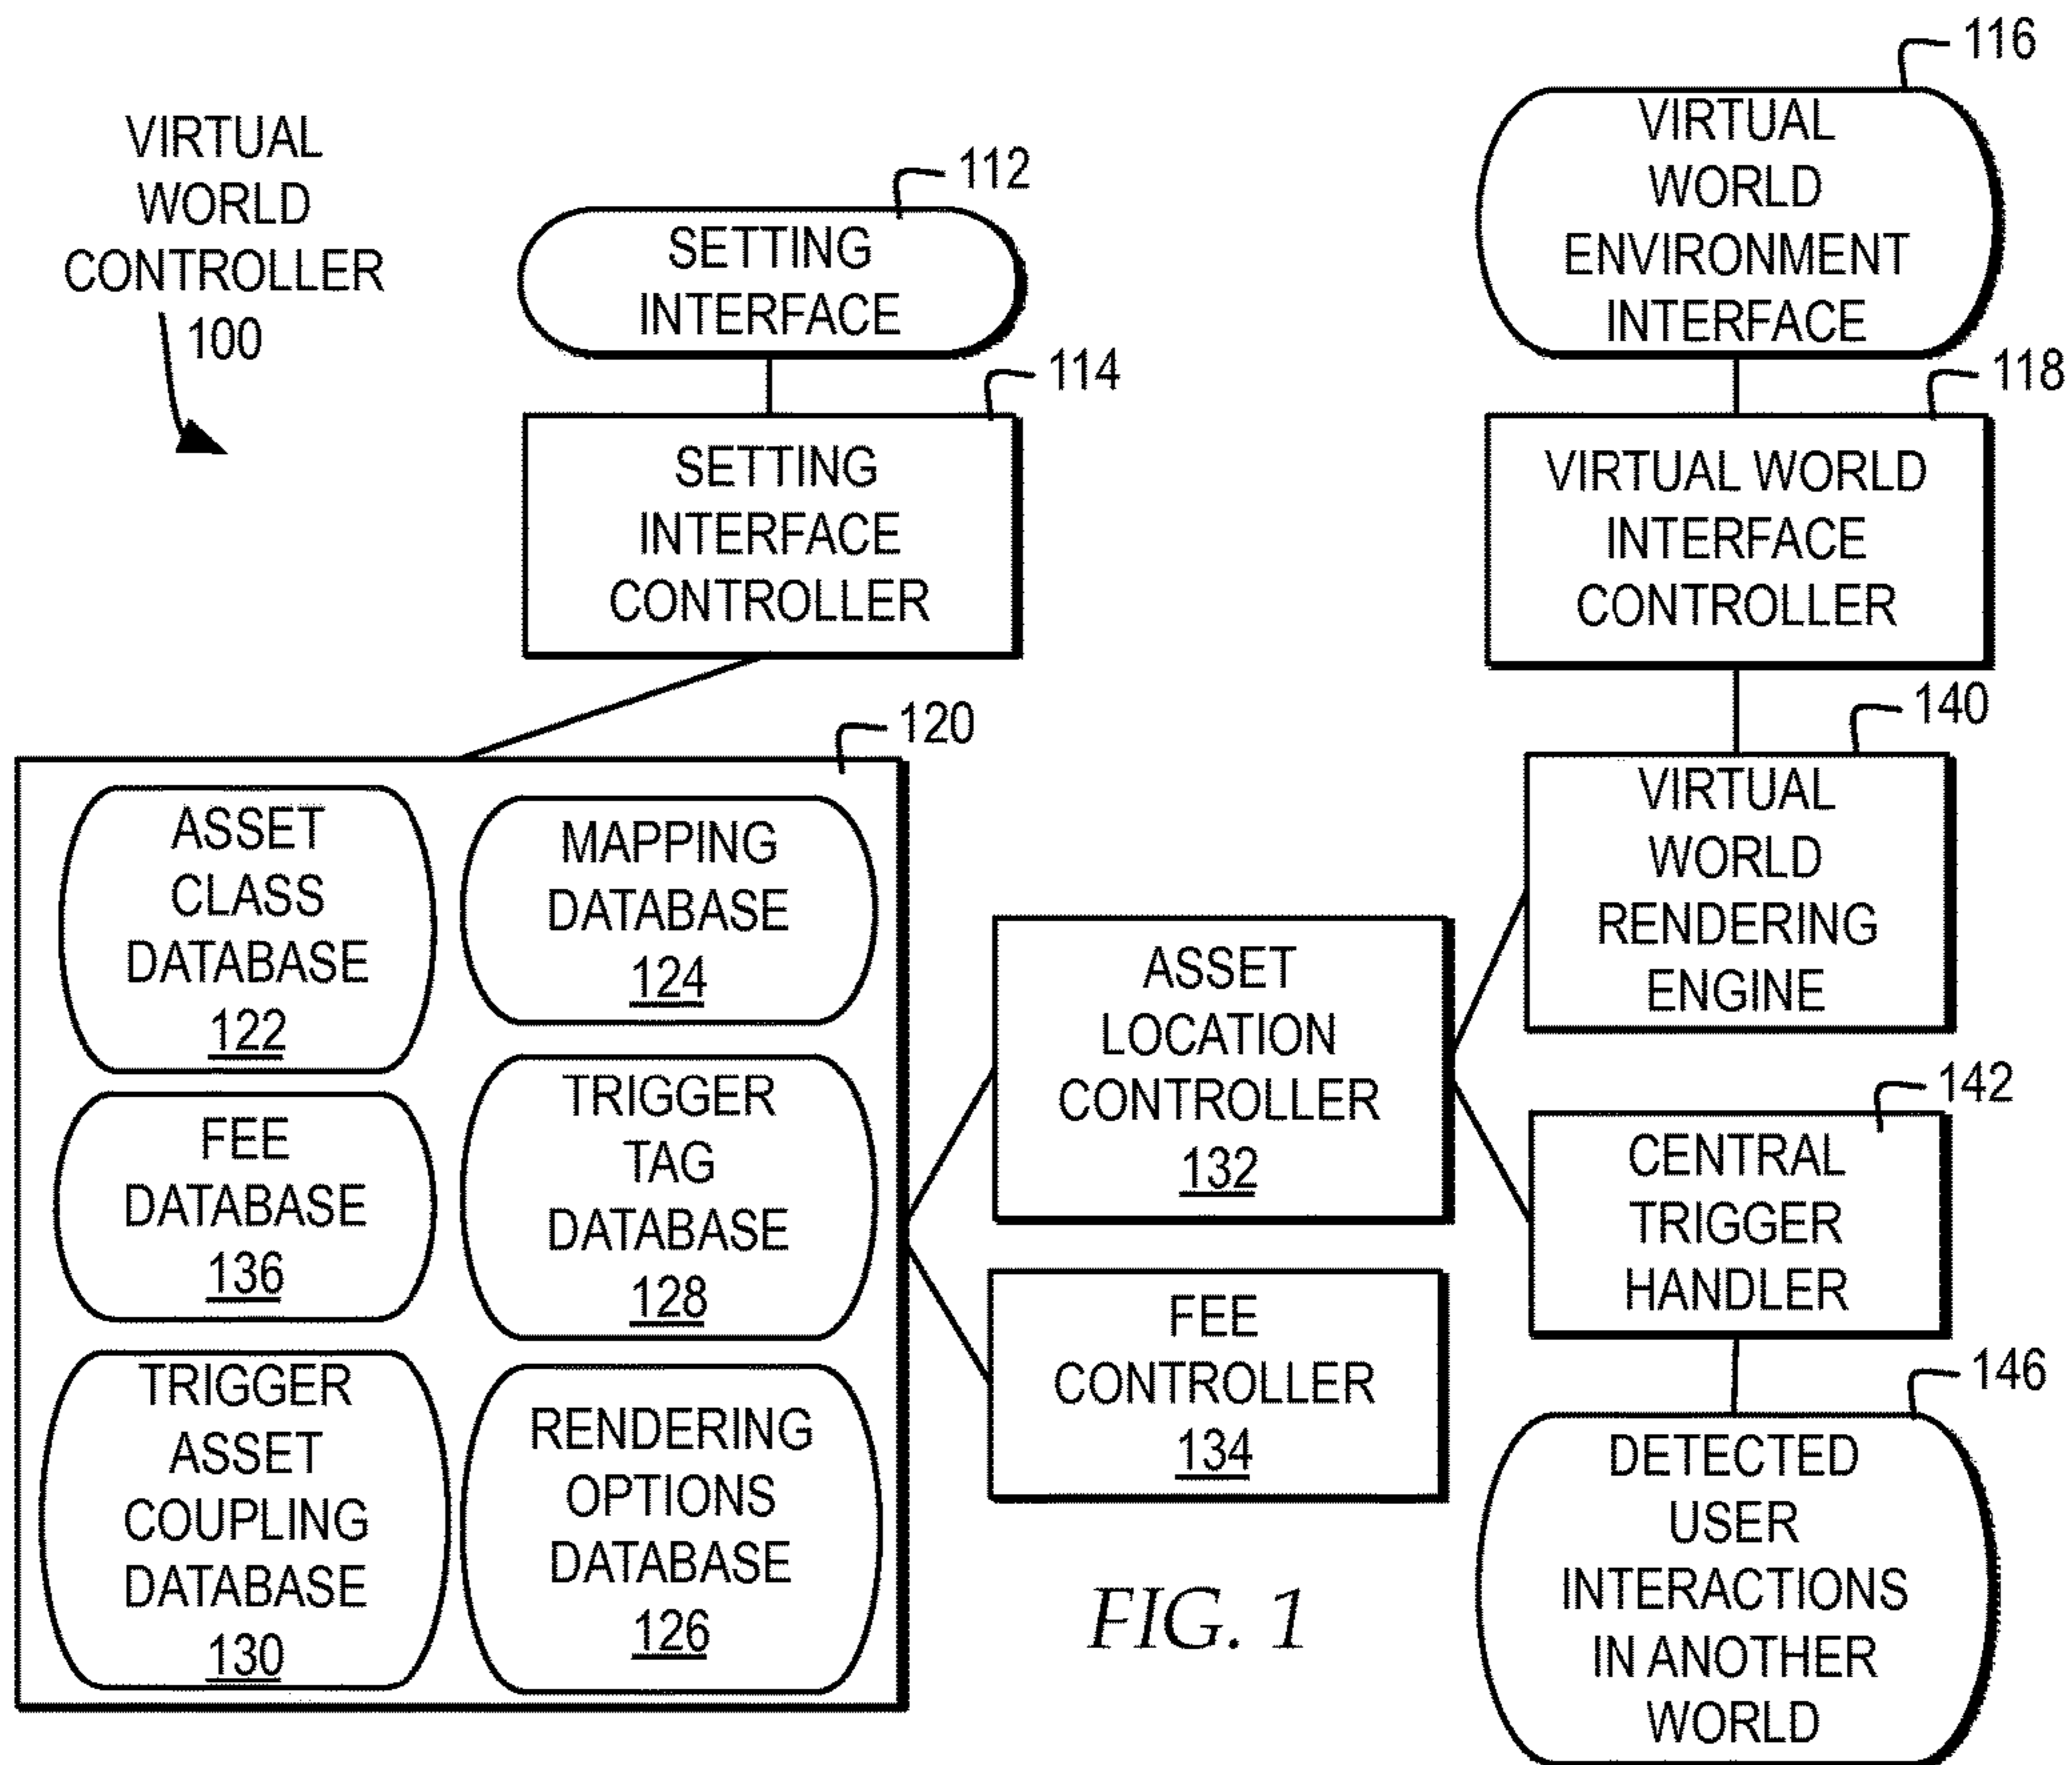 VIRTUAL
WORLD
CONTROLLER
100
112
SETTING
INTERFACE
114
SETTING
INTERFACE
CONTROLLER
116
VIRTUAL
WORLD
ENVIRONMENT
INTERFACE
118
VIRTUAL WORLD
INTERFACE
CONTROLLER
120
ASSET
CLASS
DATABASE
122
MAPPING
DATABASE
124
FEE
DATABASE
136
TRIGGER
TAG
DATABASE
128
TRIGGER
ASSET
COUPLING
DATABASE
130
RENDERING
OPTIONS
DATABASE
126
ASSET
LOCATION
CONTROLLER
132
FEE
CONTROLLER
134
140
VIRTUAL
WORLD
RENDERING
ENGINE
142
CENTRAL
TRIGGER
HANDLER
146
DETECTED
USER
INTERACTIONS
IN ANOTHER
WORLD
FIG. 1